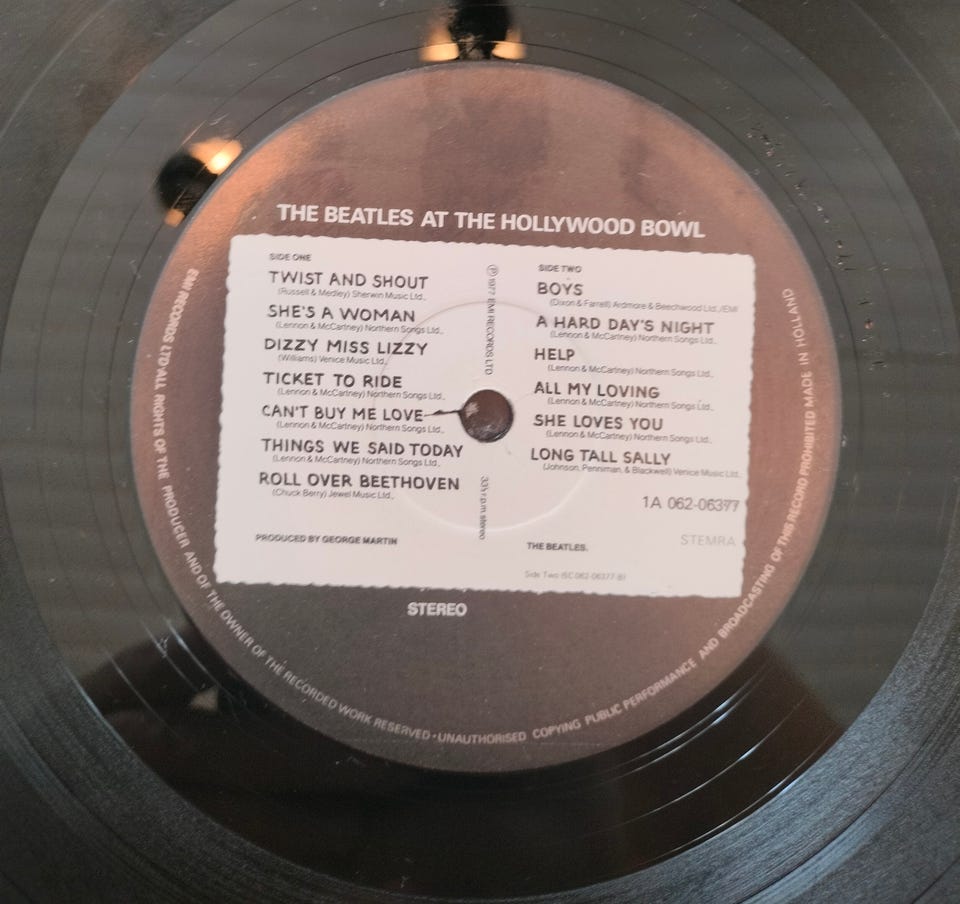 THE BEATLES AT THE HOLLYWOOD BOWL
SIDE ONE
TWIST AND SHOUT
(Russell & Medley) Sherwin Music Ltd.,
SHE'S A WOMAN
(Lennon & McCartney) Northern Songs Ltd.,
DIZZY MISS LIZZY
(Williams) Venice Music Ltd.,
TICKET TO RIDE
(Lennon & McCartney) Northern Songs Ltd.,
CAN'T BUY ME LOVE
(Lennon & McCartney) Northern Songs Ltd.,
THINGS WE SAID TODAY
(Lennon & McCartney) Northern Songs Ltd.,
ROLL OVER BEETHOVEN
(Chuck Berry) Jewel Music Ltd.,
PRODUCED BY GEORGE MARTIN
℗ 1977 EMI RECORDS LTD
33⅓ r.p.m. stereo
SIDE TWO
BOYS
(Dixon & Farrell) Ardmore & Beechwood Ltd.,/EMI
A HARD DAY'S NIGHT
(Lennon & McCartney) Northern Songs Ltd.,
HELP
(Lennon & McCartney) Northern Songs Ltd.,
ALL MY LOVING
(Lennon & McCartney) Northern Songs Ltd.,
SHE LOVES YOU
(Lennon & McCartney) Northern Songs Ltd.,
LONG TALL SALLY
(Johnson, Penniman, & Blackwell) Venice Music Ltd.,
1A 062-06377
STEMRA
THE BEATLES.
Side Two (5C 062-06377-B)
STEREO
EMI RECORDS LTD ALL RIGHTS OF THE PRODUCER AND OF THE OWNER OF THE RECORDED WORK RESERVED • UNAUTHORISED COPYING PUBLIC PERFORMANCE AND BROADCASTING OF THIS RECORD PROHIBITED MADE IN HOLLAND